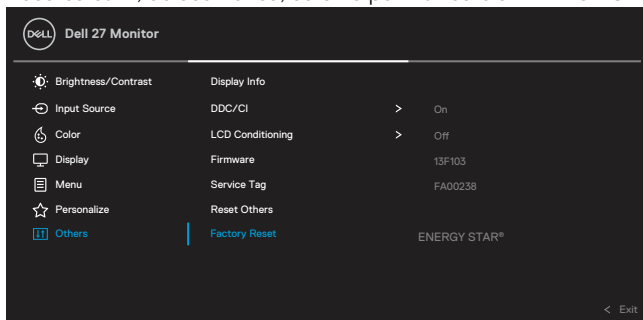 DELL Dell 27 Monitor
Brightness/Contrast Display Info
Input Source DDC/CI > On
Color LCD Conditioning > Off
Display Firmware 13F103
Menu Service Tag FA00238
Personalize Reset Others
Others Factory Reset ENERGY STAR®
< Exit